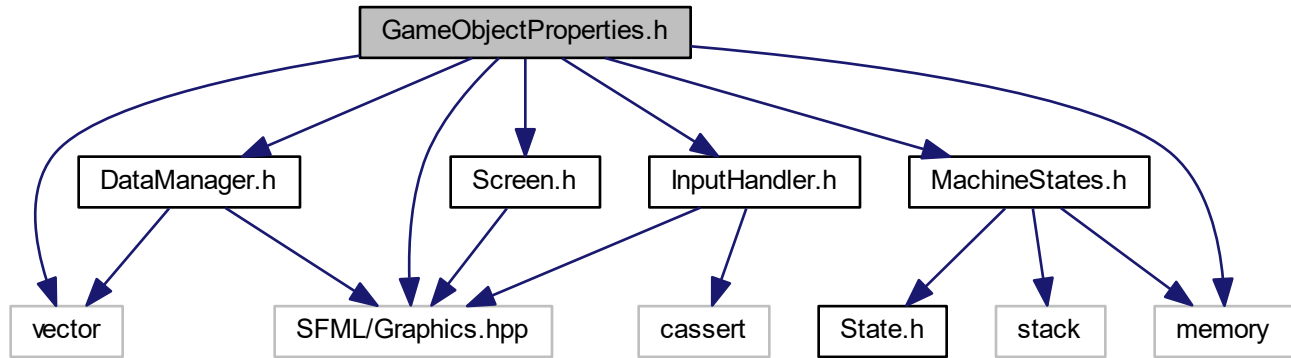 GameObjectProperties.h
DataManager.h
Screen.h
InputHandler.h
MachineStates.h
vector
SFML/Graphics.hpp
cassert
State.h
stack
memory